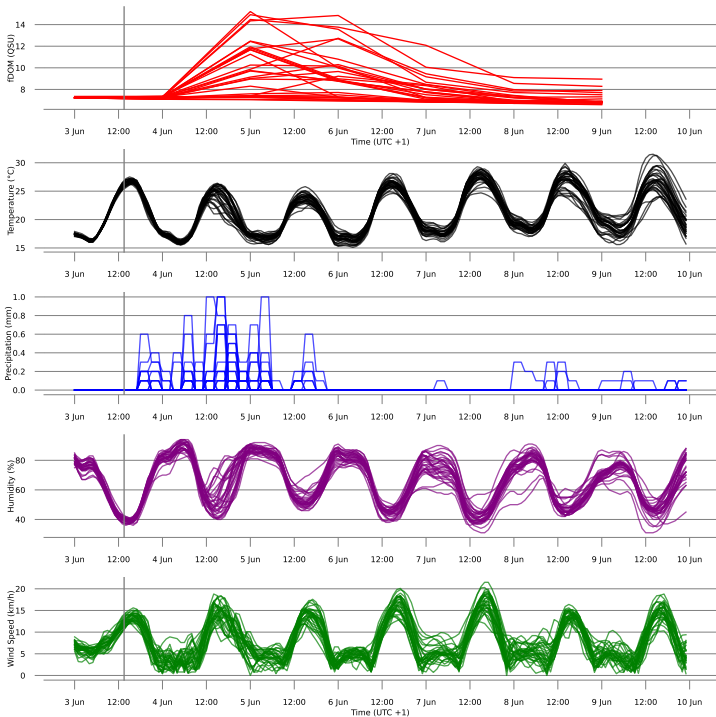 14
12
10
8
fDOM (QSU)
3 Jun 12:00 4 Jun 12:00 5 Jun 12:00 6 Jun 12:00 7 Jun 12:00 8 Jun 12:00 9 Jun 12:00 10 Jun
Time (UTC +1)
30
25
20
15
Temperature (°C)
3 Jun 12:00 4 Jun 12:00 5 Jun 12:00 6 Jun 12:00 7 Jun 12:00 8 Jun 12:00 9 Jun 12:00 10 Jun
1.0
0.8
0.6
0.4
0.2
0.0
Precipitation (mm)
3 Jun 12:00 4 Jun 12:00 5 Jun 12:00 6 Jun 12:00 7 Jun 12:00 8 Jun 12:00 9 Jun 12:00 10 Jun
80
60
40
Humidity (%)
3 Jun 12:00 4 Jun 12:00 5 Jun 12:00 6 Jun 12:00 7 Jun 12:00 8 Jun 12:00 9 Jun 12:00 10 Jun
20
15
10
5
0
Wind Speed (km/h)
3 Jun 12:00 4 Jun 12:00 5 Jun 12:00 6 Jun 12:00 7 Jun 12:00 8 Jun 12:00 9 Jun 12:00 10 Jun
Time (UTC +1)